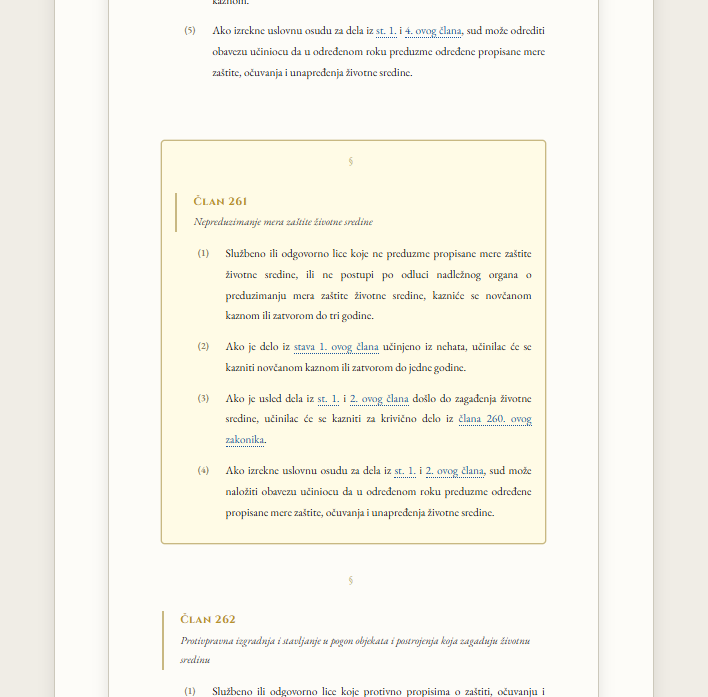 kaznom.
(5) Ako izrekne uslovnu osudu za dela iz st. 1. i 4. ovog člana, sud može odrediti
obavezu učiniocu da u određenom roku preduzme određene propisane mere
zaštite, očuvanja i unapređenja životne sredine.
§
Član 261
Nepreduzimanje mera zaštite životne sredine
(1) Službeno ili odgovorno lice koje ne preduzme propisane mere zaštite
životne sredine, ili ne postupi po odluci nadležnog organa o
preduzimanju mera zaštite životne sredine, kazniće se novčanom
kaznom ili zatvorom do tri godine.
(2) Ako je delo iz stava 1. ovog člana učinjeno iz nehata, učinilac će se
kazniti novčanom kaznom ili zatvorom do jedne godine.
(3) Ako je usled dela iz st. 1. i 2. ovog člana došlo do zagađenja životne
sredine, učinilac će se kazniti za krivično delo iz člana 260. ovog
zakonika.
(4) Ako izrekne uslovnu osudu za dela iz st. 1. i 2. ovog člana, sud može
naložiti obavezu učiniocu da u određenom roku preduzme određene
propisane mere zaštite, očuvanja i unapređenja životne sredine.
§
Član 262
Protivpravna izgradnja i stavljanje u pogon objekata i postrojenja koja zagađuju životnu
sredinu
(1) Službeno ili odgovorno lice koje protivno propisima o zaštiti, očuvanju i